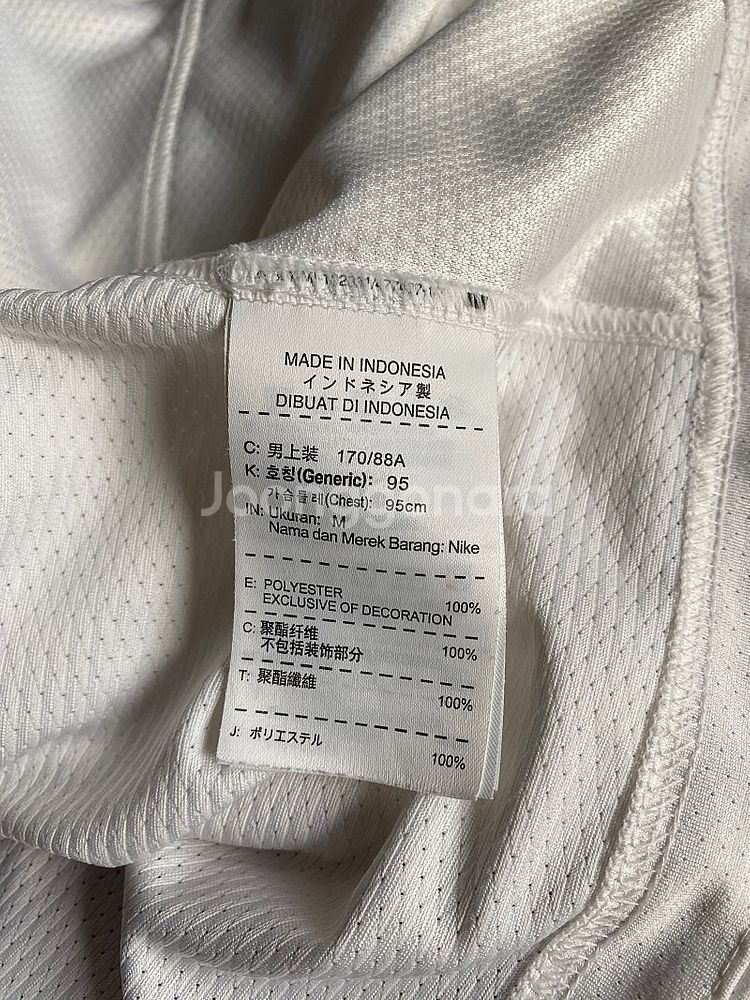 MADE IN INDONESIA
インドネシア製
DIBUAT DI INDONESIA
C: 男上装 170/88A
K: 호칭(Generic): 95
가슴둘레(Chest): 95cm
IN: Ukuran: M
Nama dan Merek Barang: Nike
E: POLYESTER 100%
EXCLUSIVE OF DECORATION
C: 聚酯纤维 100%
不包括装饰部分
T: 聚酯纖維 100%
J: ポリエステル 100%